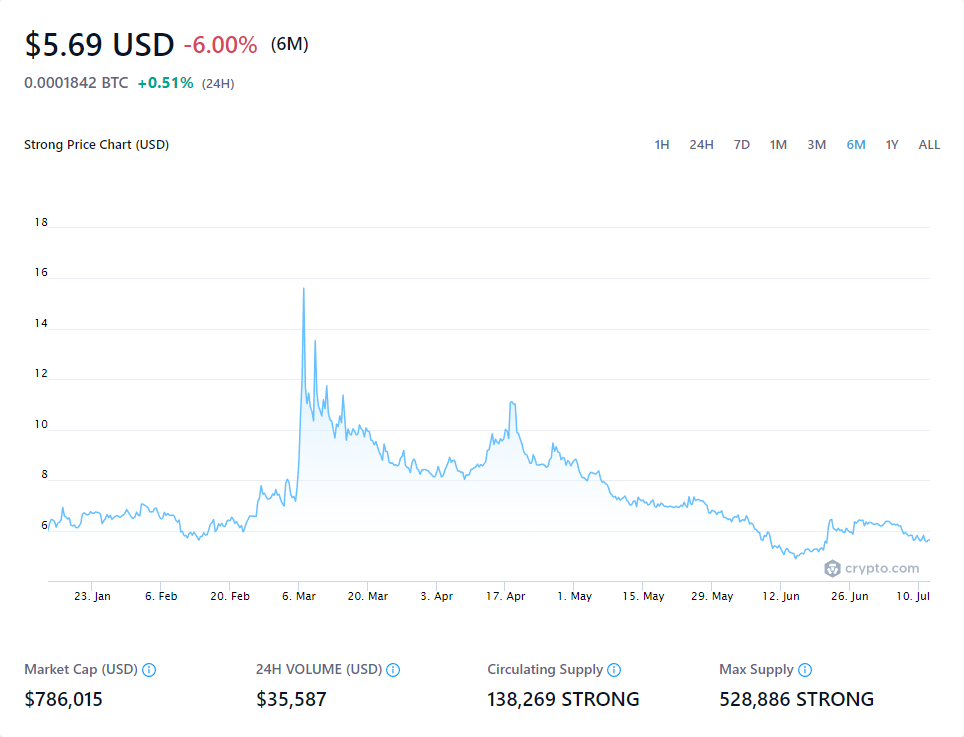 $5.69 USD -6.00% (6M)
0.0001842 BTC +0.51% (24H)
Strong Price Chart (USD) 1H 24H 7D 1M 3M 6M 1Y ALL
18
16
14
12
10
8
6
crypto.com
23. Jan 6. Feb 20. Feb 6. Mar 20. Mar 3. Apr 17. Apr 1. May 15. May 29. May 12. Jun 26. Jun 10. Jul
Market Cap (USD) 24H VOLUME (USD) Circulating Supply Max Supply
$786,015 $35,587 138,269 STRONG 528,886 STRONG